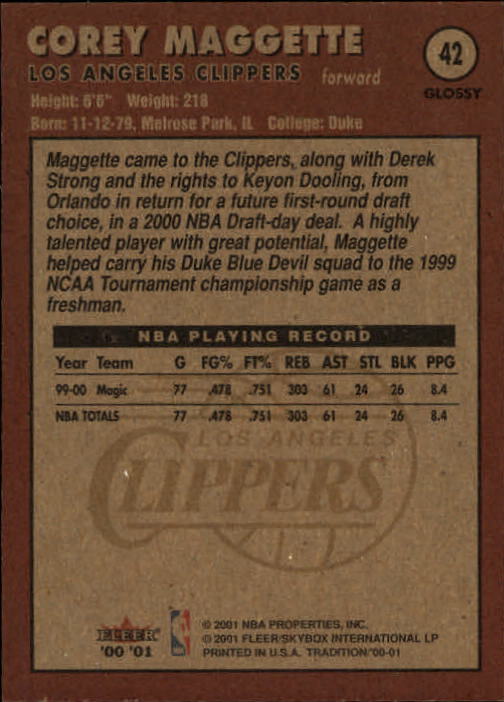 COREY MAGGETTE
42
LOS ANGELES CLIPPERS forward
GLOSSY
Height: 6'6" Weight: 218
Born: 11-12-79, Melrose Park, IL College: Duke
Maggette came to the Clippers, along with Derek
Strong and the rights to Keyon Dooling, from
Orlando in return for a future first-round draft
choice, in a 2000 NBA Draft-day deal. A highly
talented player with great potential, Maggette
helped carry his Duke Blue Devil squad to the 1999
NCAA Tournament championship game as a
freshman.
NBA PLAYING RECORD
Year Team G FG% FT% REB AST STL BLK PPG
99-00 Magic 77 .478 .751 303 61 24 26 8.4
NBA TOTALS 77 .478 .751 303 61 24 26 8.4
LOS ANGELES
CLIPPERS
FLEER
'00 '01
© 2001 NBA PROPERTIES, INC.
© 2001 FLEER/SKYBOX INTERNATIONAL LP
PRINTED IN U.S.A. TRADITION'00-01